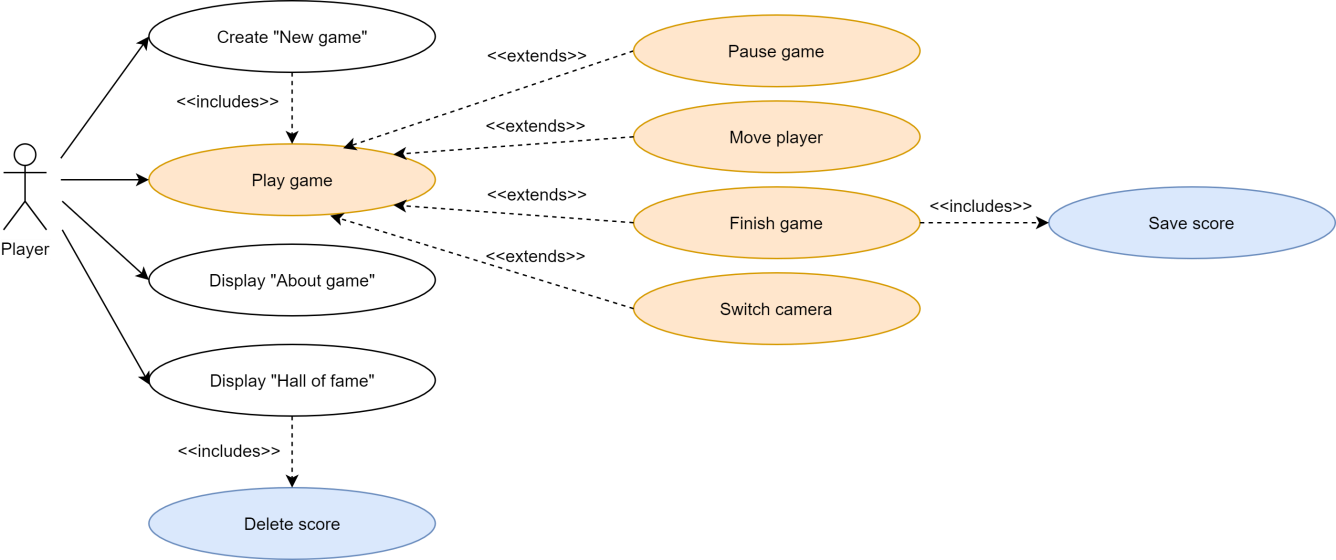 Create "New game"
<<includes>>
Play game
Player
Display "About game"
Display "Hall of fame"
<<includes>>
Delete score
<<extends>>
Pause game
<<extends>>
Move player
<<extends>>
Finish game
<<includes>>
Save score
<<extends>>
Switch camera